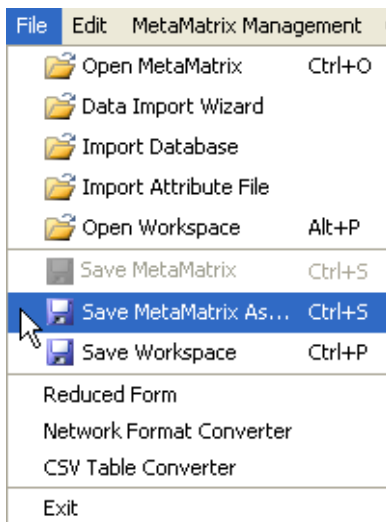 File Edit MetaMatrix Management
Open MetaMatrix Ctrl+O
Data Import Wizard
Import Database
Import Attribute File
Open Workspace Alt+P
Save MetaMatrix Ctrl+S
Save MetaMatrix As... Ctrl+S
Save Workspace Ctrl+P
Reduced Form
Network Format Converter
CSV Table Converter
Exit